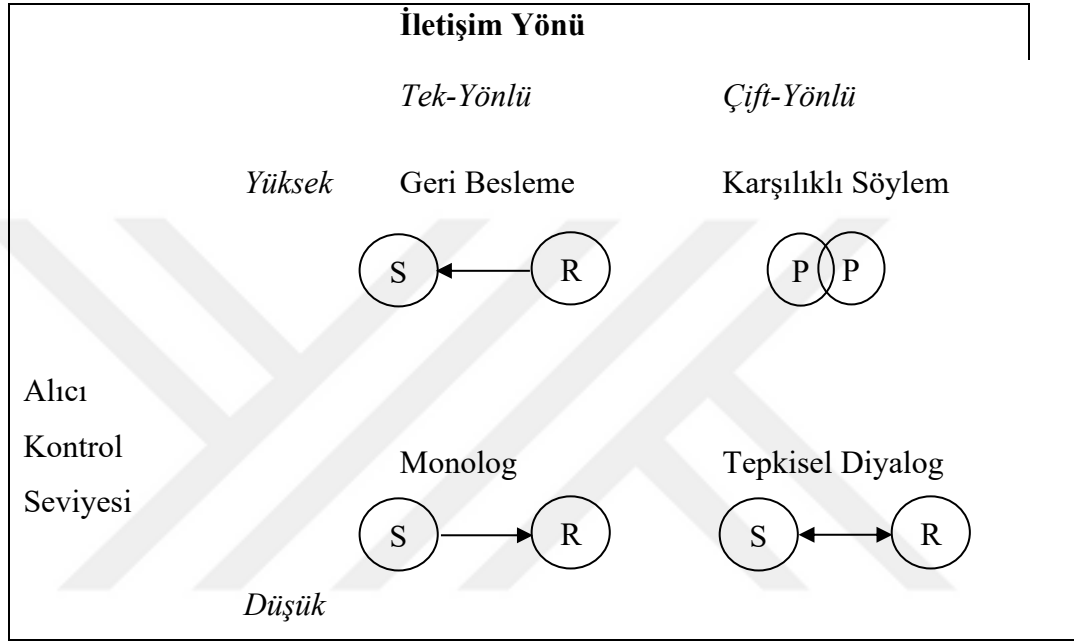 İletişim Yönü
Tek-Yönlü Çift-Yönlü
Yüksek Geri Besleme Karşılıklı Söylem
S R P P
Alıcı
Kontrol
Seviyesi
Monolog Tepkisel Diyalog
S R S R
Düşük